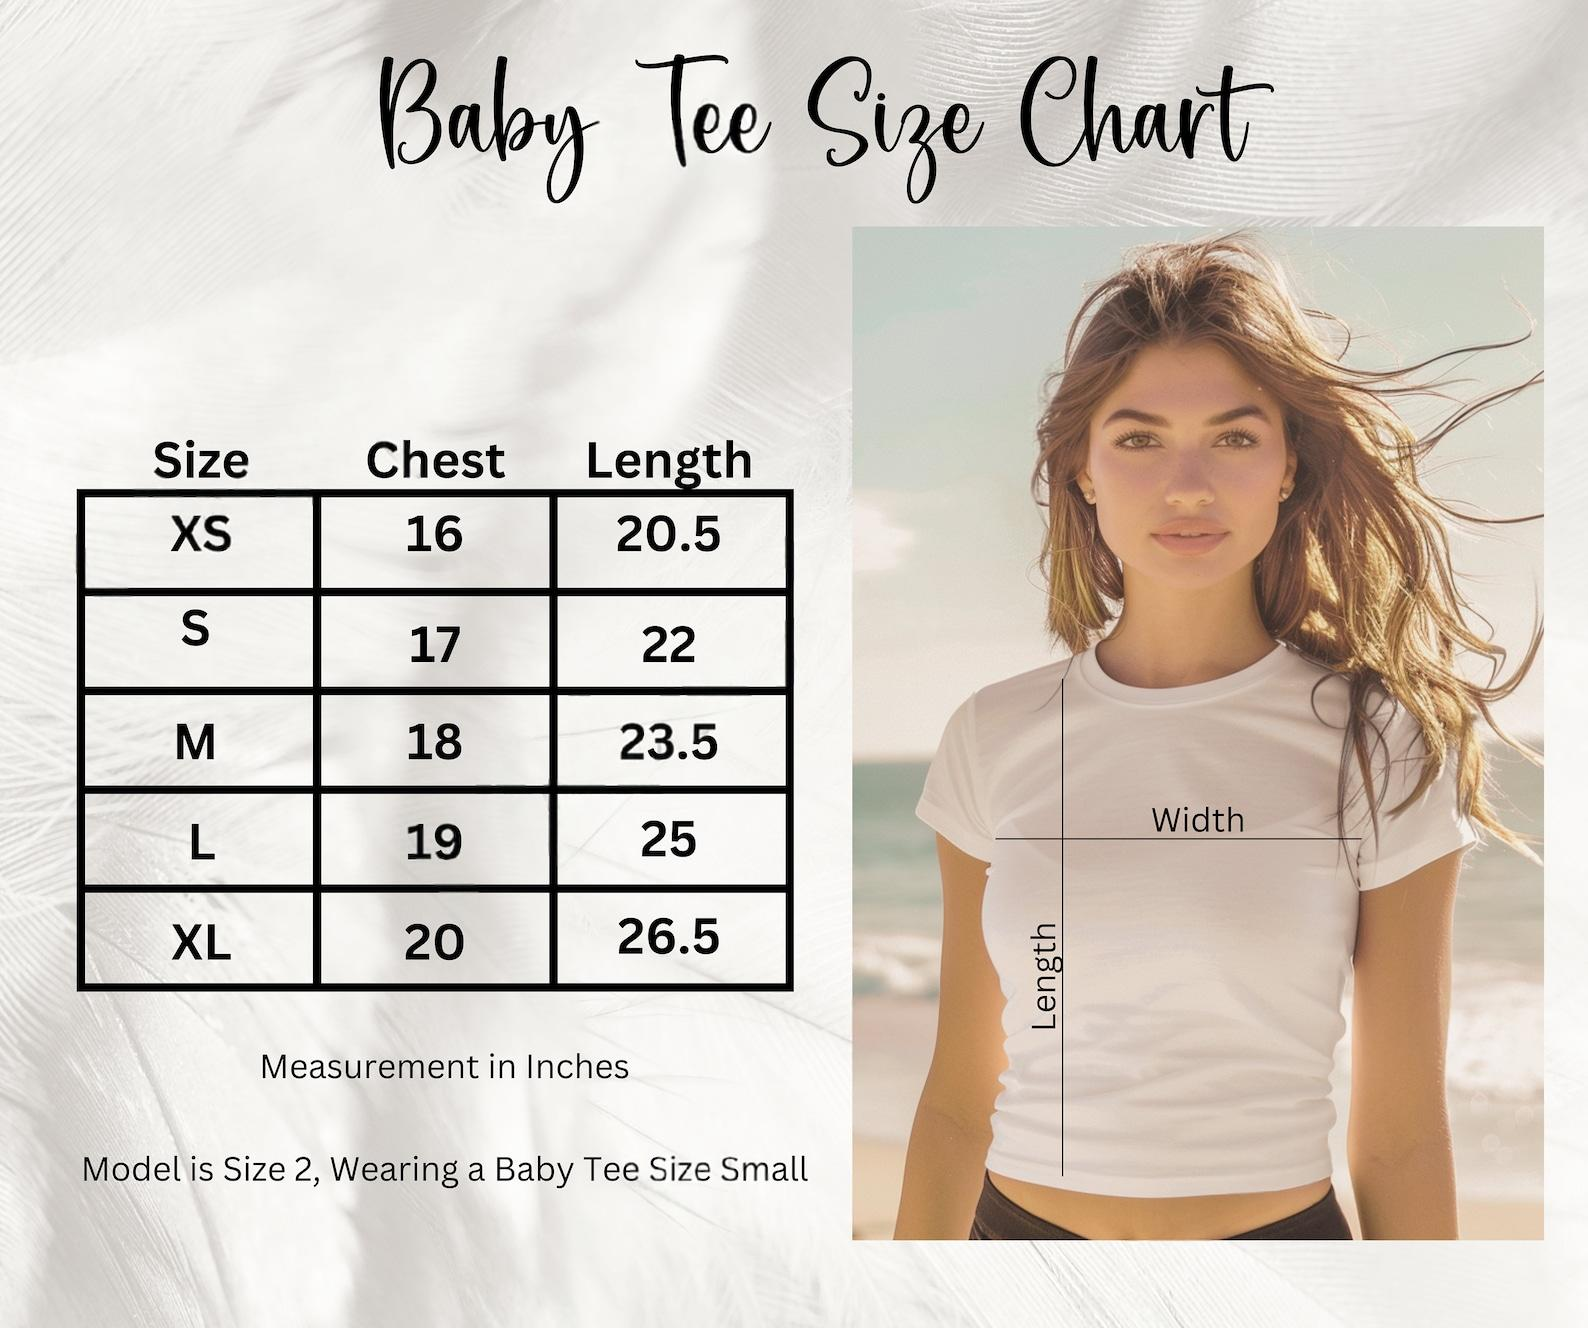 Baby Tee Size Chart
Size Chest Length
XS 16 20.5
S 17 22
M 18 23.5
L 19 25
XL 20 26.5
Measurement in Inches
Model is Size 2, Wearing a Baby Tee Size Small
Width
Length